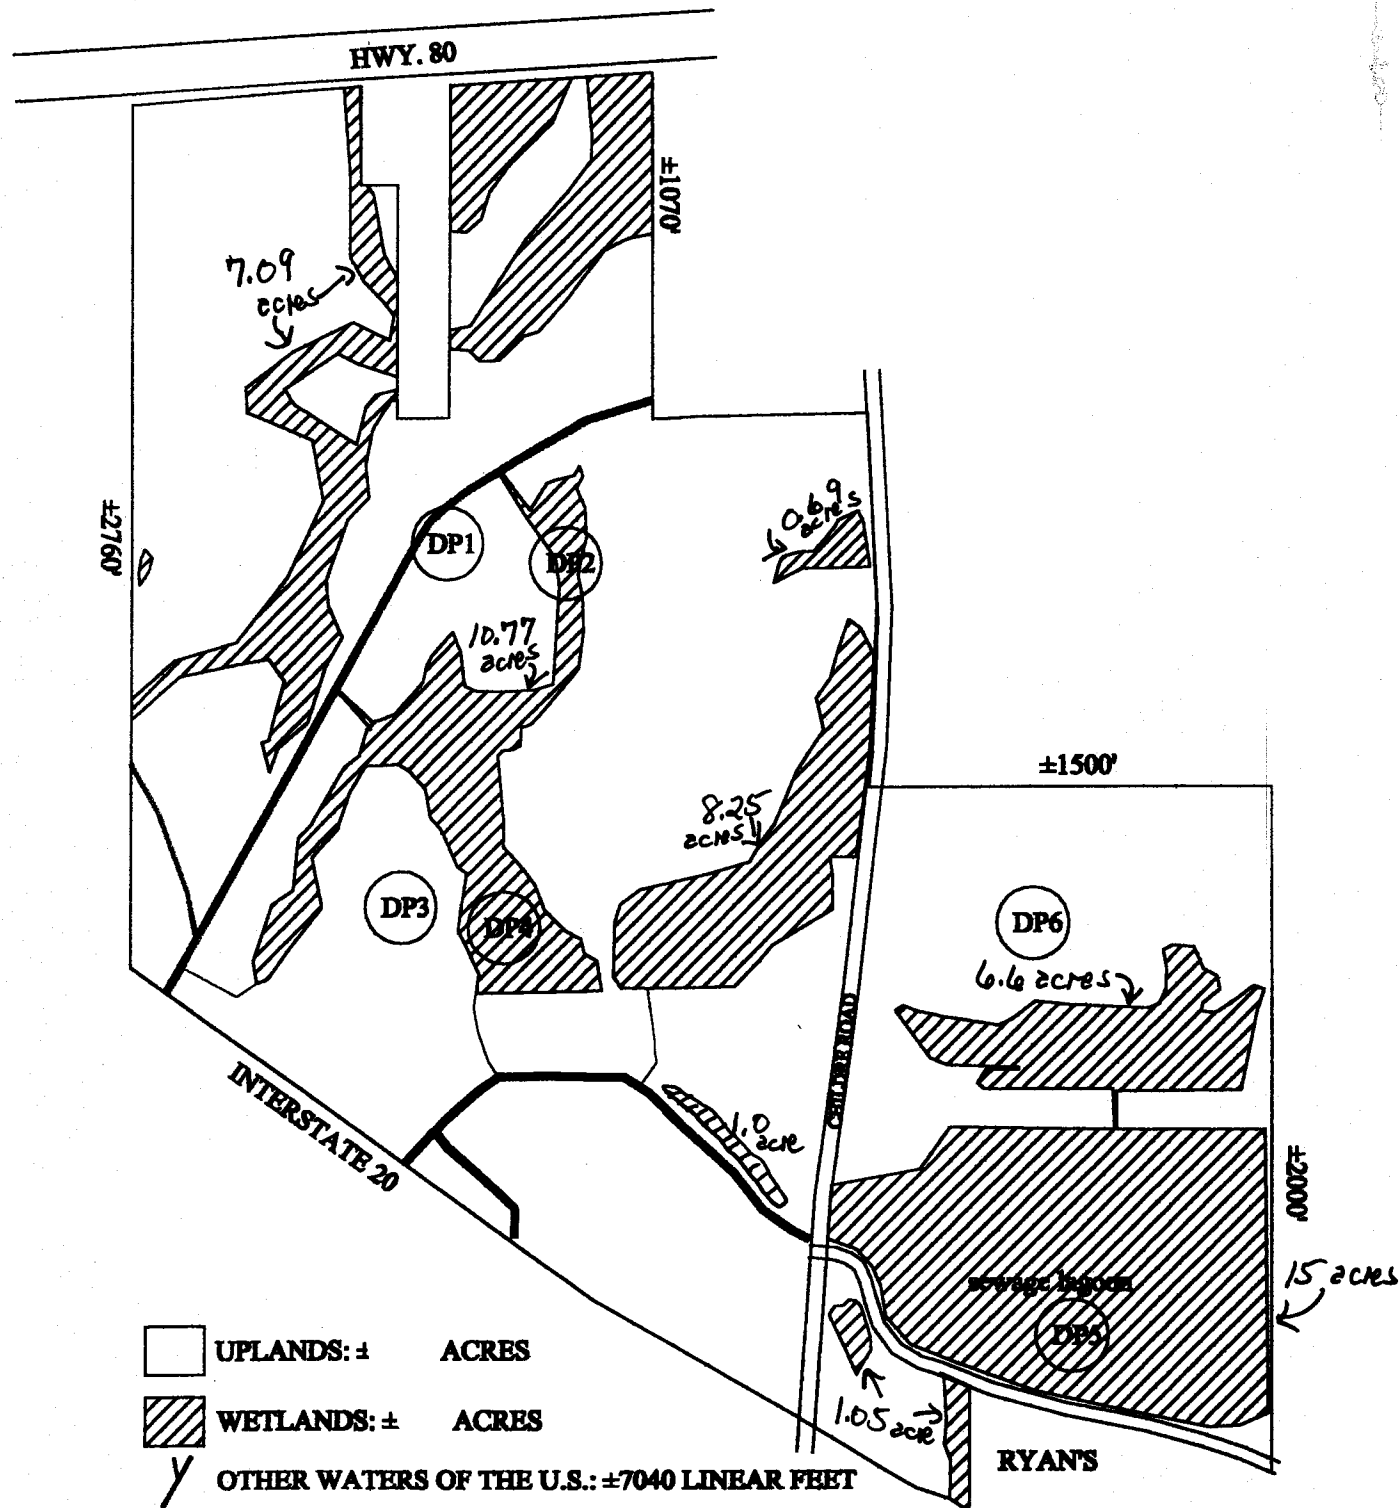 HWY. 80
±1070'
7.09
acres
±2760'
0.69
acres
DP1
DP2
10.77
acres
±1500'
8.25
acres
DP3
DP4
DP6
6.6 acres
CHILDRE ROAD
INTERSTATE 20
1.0
acre
±2000'
sewage lagoon
15 acres
DP5
UPLANDS: ± ACRES
WETLANDS: ± ACRES
1.05 acre
RYAN'S
OTHER WATERS OF THE U.S.: ±7040 LINEAR FEET